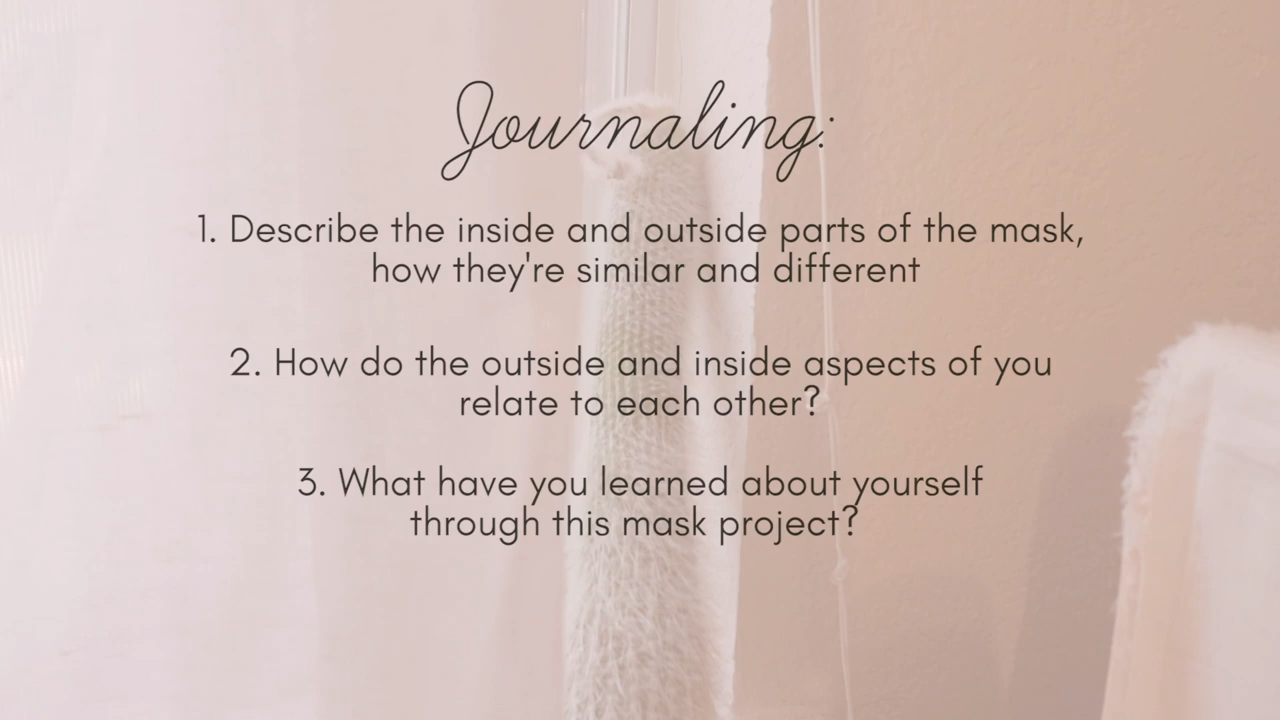 Journaling:
1. Describe the inside and outside parts of the mask,
how they're similar and different
2. How do the outside and inside aspects of you
relate to each other?
3. What have you learned about yourself
through this mask project?